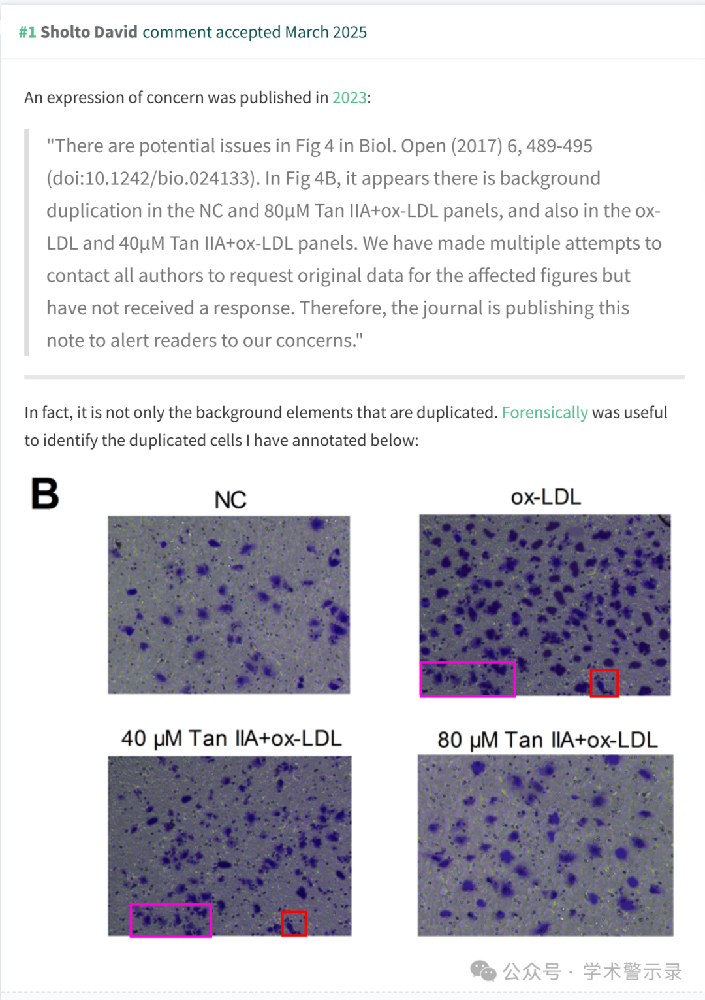 #1 Sholto David comment accepted March 2025
An expression of concern was published in 2023:
"There are potential issues in Fig 4 in Biol. Open (2017) 6, 489-495
(doi:10.1242/bio.024133). In Fig 4B, it appears there is background
duplication in the NC and 80μM Tan IIA+ox-LDL panels, and also in the ox-
LDL and 40μM Tan IIA+ox-LDL panels. We have made multiple attempts to
contact all authors to request original data for the affected figures but
have not received a response. Therefore, the journal is publishing this
note to alert readers to our concerns."
In fact, it is not only the background elements that are duplicated. Forensically was useful
to identify the duplicated cells I have annotated below:
B
NC
ox-LDL
40 μM Tan IIA+ox-LDL
80 μM Tan IIA+ox-LDL
公众号 · 学术警示录